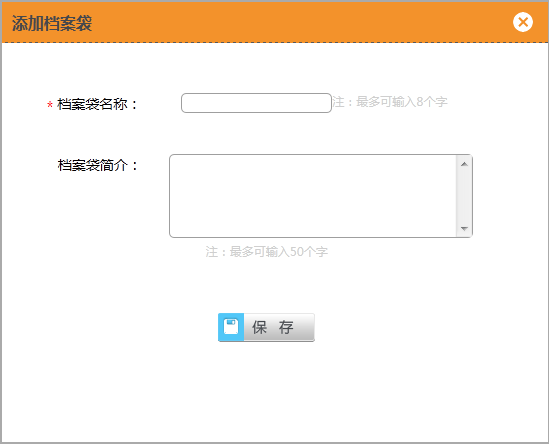 添加档案袋
* 档案袋名称： 注：最多可输入8个字
档案袋简介：
注：最多可输入50个字
保 存